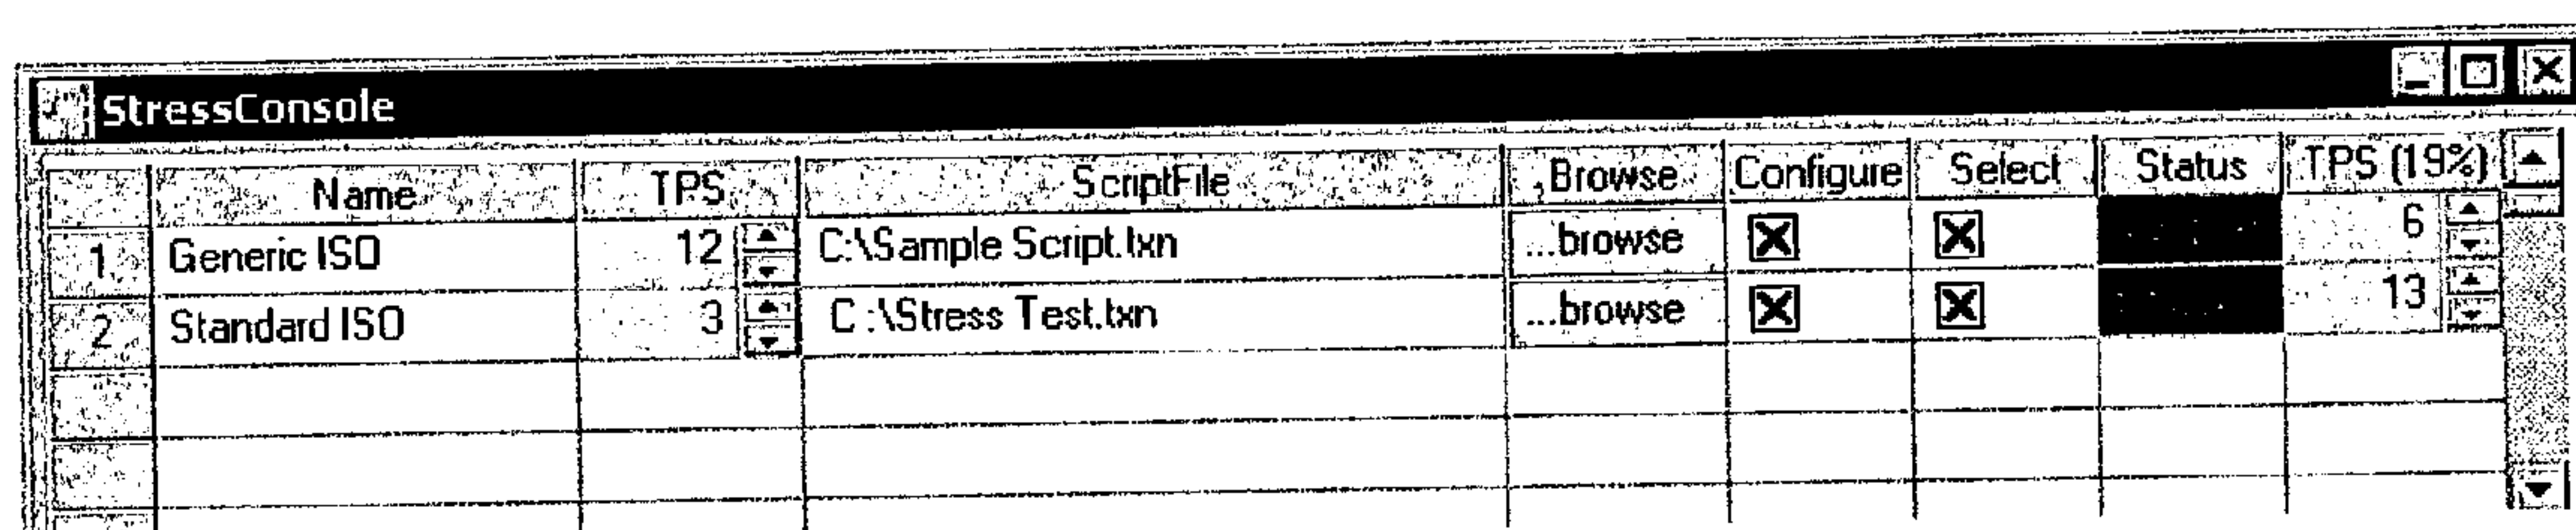 StressConsole
Name TPS ScriptFile Browse Configure Select Status TPS (19%)
1 Generic ISO 12 C:\Sample Script.txn ...browse 6
2 Standard ISO 3 C:\Stress Test.txn ...browse 13